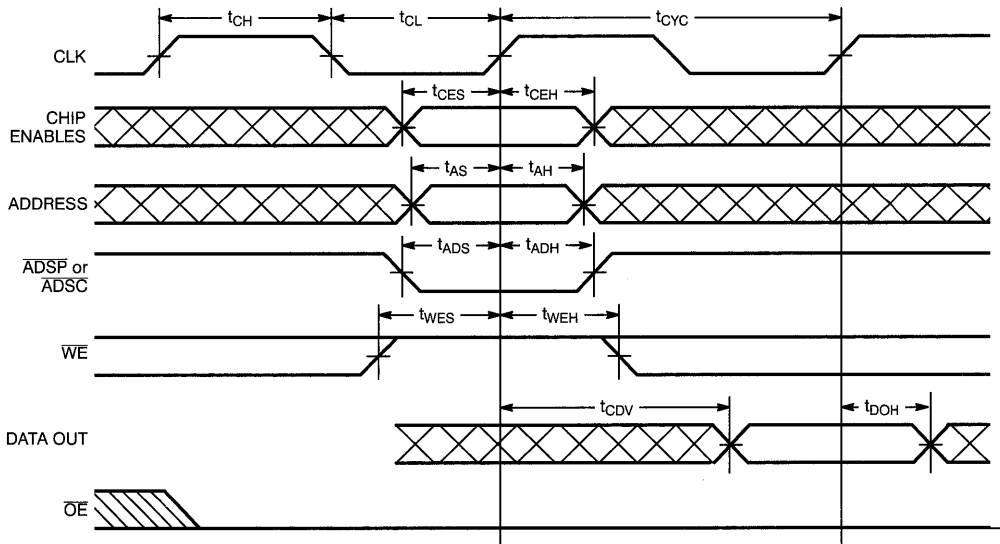 tCH tCL tCYC
CLK
tCES tCEH
CHIP
ENABLES
tAS tAH
ADDRESS
tADS tADH
ADSP or
ADSC
tWES tWEH
WE
tCDV tDOH
DATA OUT
OE